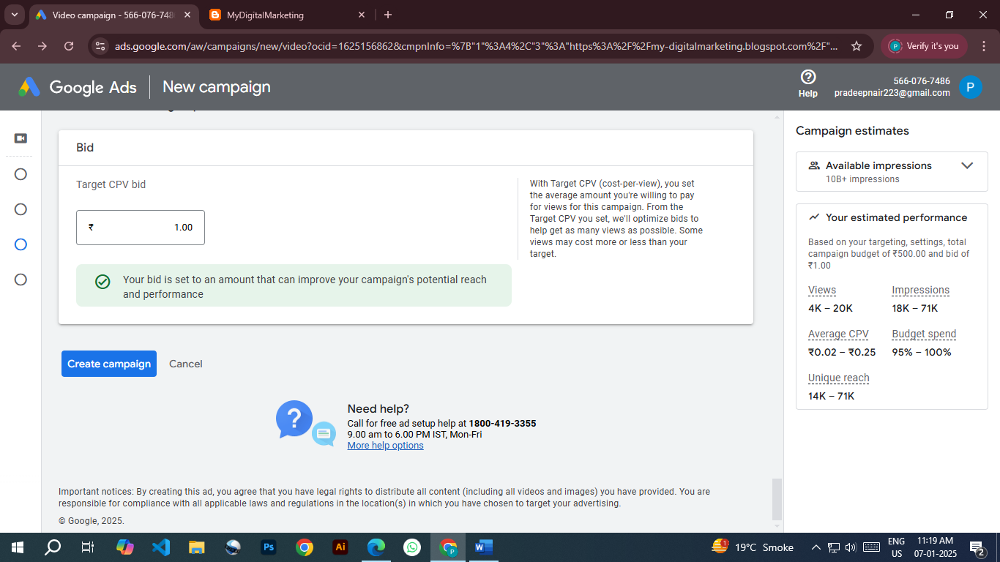 Video campaign - 566-076-748
MyDigitalMarketing
ads.google.com/aw/campaigns/new/video?ocid=1625156862&cmpnInfo=%7B"1"%3A4%2C"3"%3A"https%3A%2F%2Fmy-digitalmarketing.blogspot.com%2F"...
P
Verify it's you
Google Ads
New campaign
Help
566-076-7486
pradeepnair223@gmail.com
P
Bid
Target CPV bid
₹ 1.00
Your bid is set to an amount that can improve your campaign's potential reach
and performance
With Target CPV (cost-per-view), you set
the average amount you're willing to pay
for views for this campaign. From the
Target CPV you set, we'll optimize bids to
help get as many views as possible. Some
views may cost more or less than your
target.
Create campaign
Cancel
Need help?
Call for free ad setup help at 1800-419-3355
9.00 am to 6.00 PM IST, Mon-Fri
More help options
Important notices: By creating this ad, you agree that you have legal rights to distribute all content (including all videos and images) you have provided. You are
responsible for compliance with all applicable laws and regulations in the location(s) in which you have chosen to target your advertising.
© Google, 2025.
Campaign estimates
Available impressions
10B+ impressions
Your estimated performance
Based on your targeting, settings, total
campaign budget of ₹500.00 and bid of
₹1.00
Views Impressions
4K – 20K 18K – 71K
Average CPV Budget spend
₹0.02 – ₹0.25 95% – 100%
Unique reach
14K – 71K
Ps
Ai
P
W
1
19°C Smoke
ENG
US
11:19 AM
07-01-2025
2